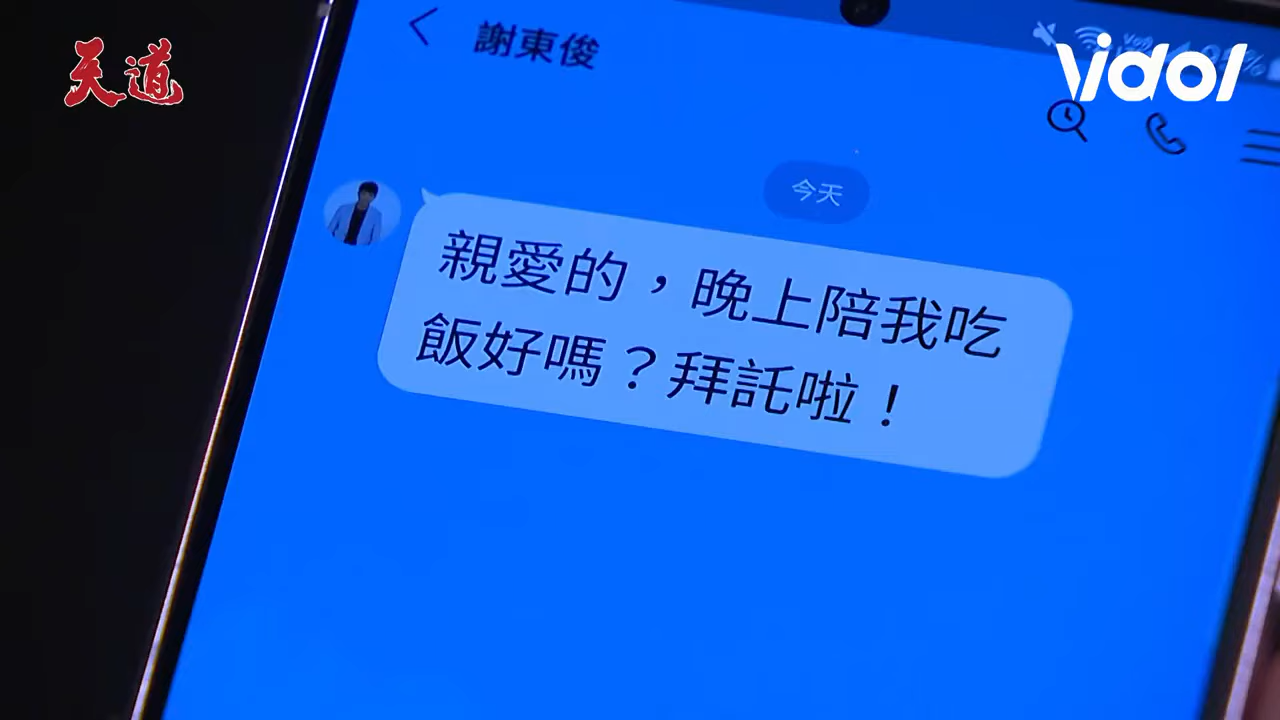 天道
謝東俊
Vidol
今天
親愛的，晚上陪我吃
飯好嗎？拜託啦！